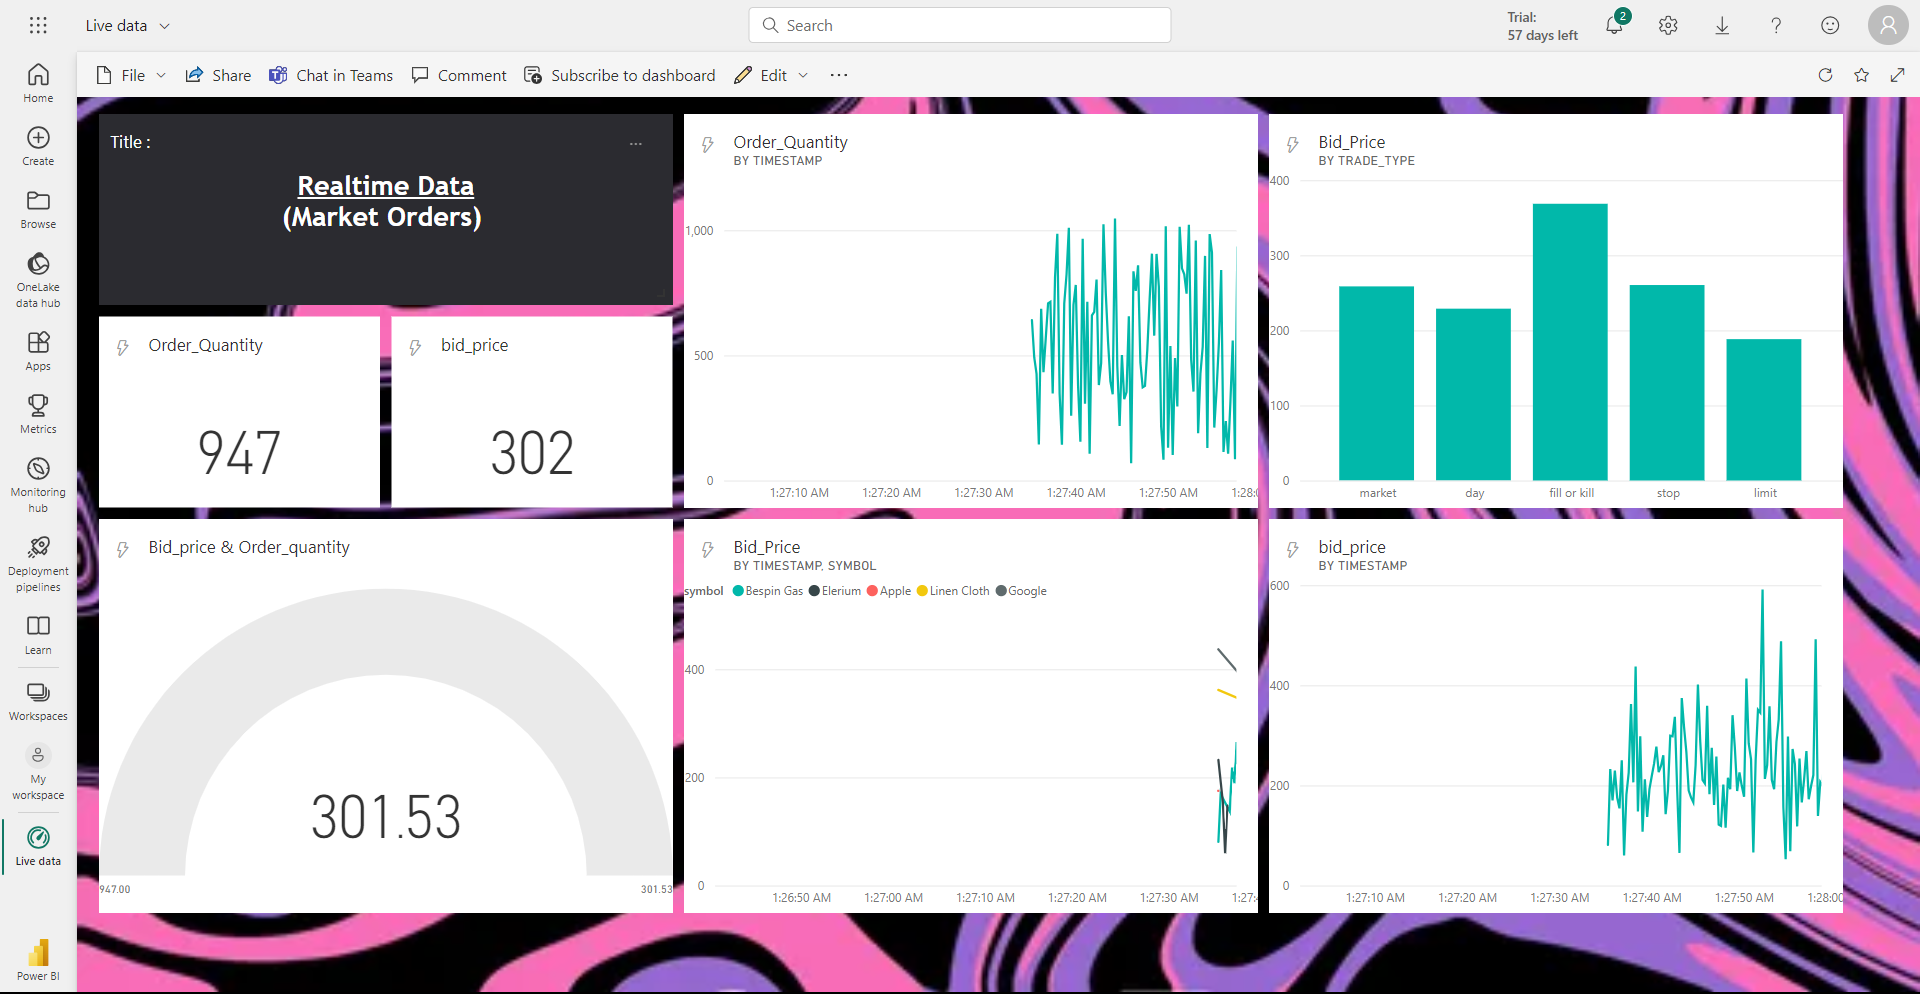 Live data
Search
Trial:
57 days left
2
File
Share
Chat in Teams
Comment
Subscribe to dashboard
Edit
Home
Create
Browse
OneLake
data hub
Apps
Metrics
Monitoring
hub
Deployment
pipelines
Learn
Workspaces
My
workspace
Live data
Power BI
Title :
Realtime Data
(Market Orders)
Order_Quantity
947
bid_price
302
Order_Quantity
BY TIMESTAMP
1,000
500
0
1:27:10 AM 1:27:20 AM 1:27:30 AM 1:27:40 AM 1:27:50 AM 1:28:0
Bid_Price
BY TRADE_TYPE
400
300
200
100
0
market day fill or kill stop limit
Bid_price & Order_quantity
301.53
947.00 301.53
Bid_Price
BY TIMESTAMP, SYMBOL
symbol Bespin Gas Elerium Apple Linen Cloth Google
400
200
0
1:26:50 AM 1:27:00 AM 1:27:10 AM 1:27:20 AM 1:27:30 AM 1:27:4
bid_price
BY TIMESTAMP
600
400
200
0
1:27:10 AM 1:27:20 AM 1:27:30 AM 1:27:40 AM 1:27:50 AM 1:28:00